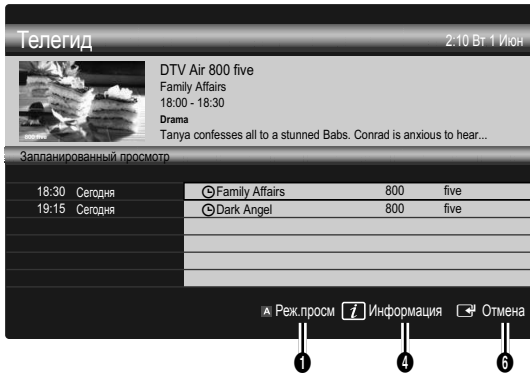 Телегид 2:10 Вт 1 Июн
DTV Air 800 five
Family Affairs
18:00 - 18:30
Drama
Tanya confesses all to a stunned Babs. Conrad is anxious to hear...
800 five
Запланированный просмотр
18:30 Сегодня Family Affairs 800 five
19:15 Сегодня Dark Angel 800 five
A Реж.просм i Информация Отмена
1 4 6